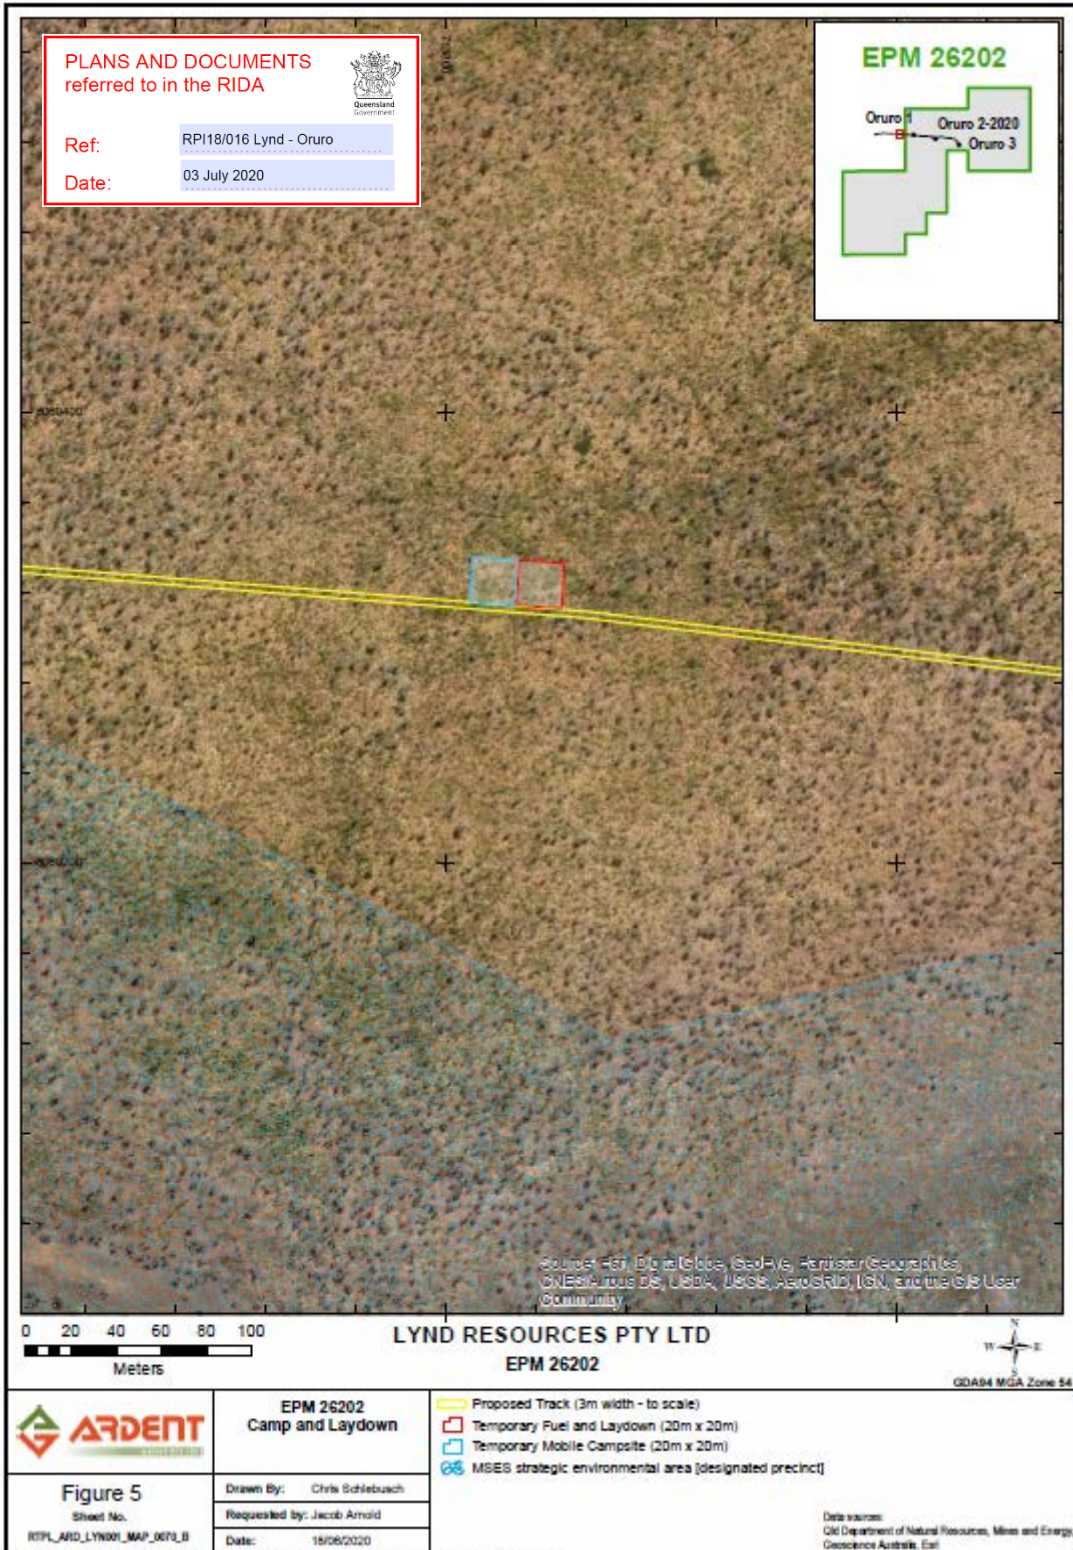 PLANS AND DOCUMENTS
referred to in the RIDA
Queensland
Government
Ref: RPI18/016 Lynd - Oruro
Date: 03 July 2020
EPM 26202
Oruro 1
Oruro 2-2020
Oruro 3
Source: Esri, DigitalGlobe, GeoEye, Earthstar Geographics,
CNES/Airbus DS, USDA, USGS, AeroGRID, IGN, and the GIS User
Community
0 20 40 60 80 100
Meters
LYND RESOURCES PTY LTD
EPM 26202
N
W E
S
GDA94 MGA Zone 54
ARDENT
EPM 26202
Camp and Laydown
Proposed Track (3m width - to scale)
Temporary Fuel and Laydown (20m x 20m)
Temporary Mobile Campsite (20m x 20m)
MSES strategic environmental area [designated precinct]
Figure 5
Sheet No.
RTPL_ARD_LYN001_MAP_0070_B
Drawn By: Chris Schlebusch
Requested by: Jacob Arnold
Date: 15/06/2020
Data sources:
Qld Department of Natural Resources, Mines and Energy,
Geoscience Australia, Esri